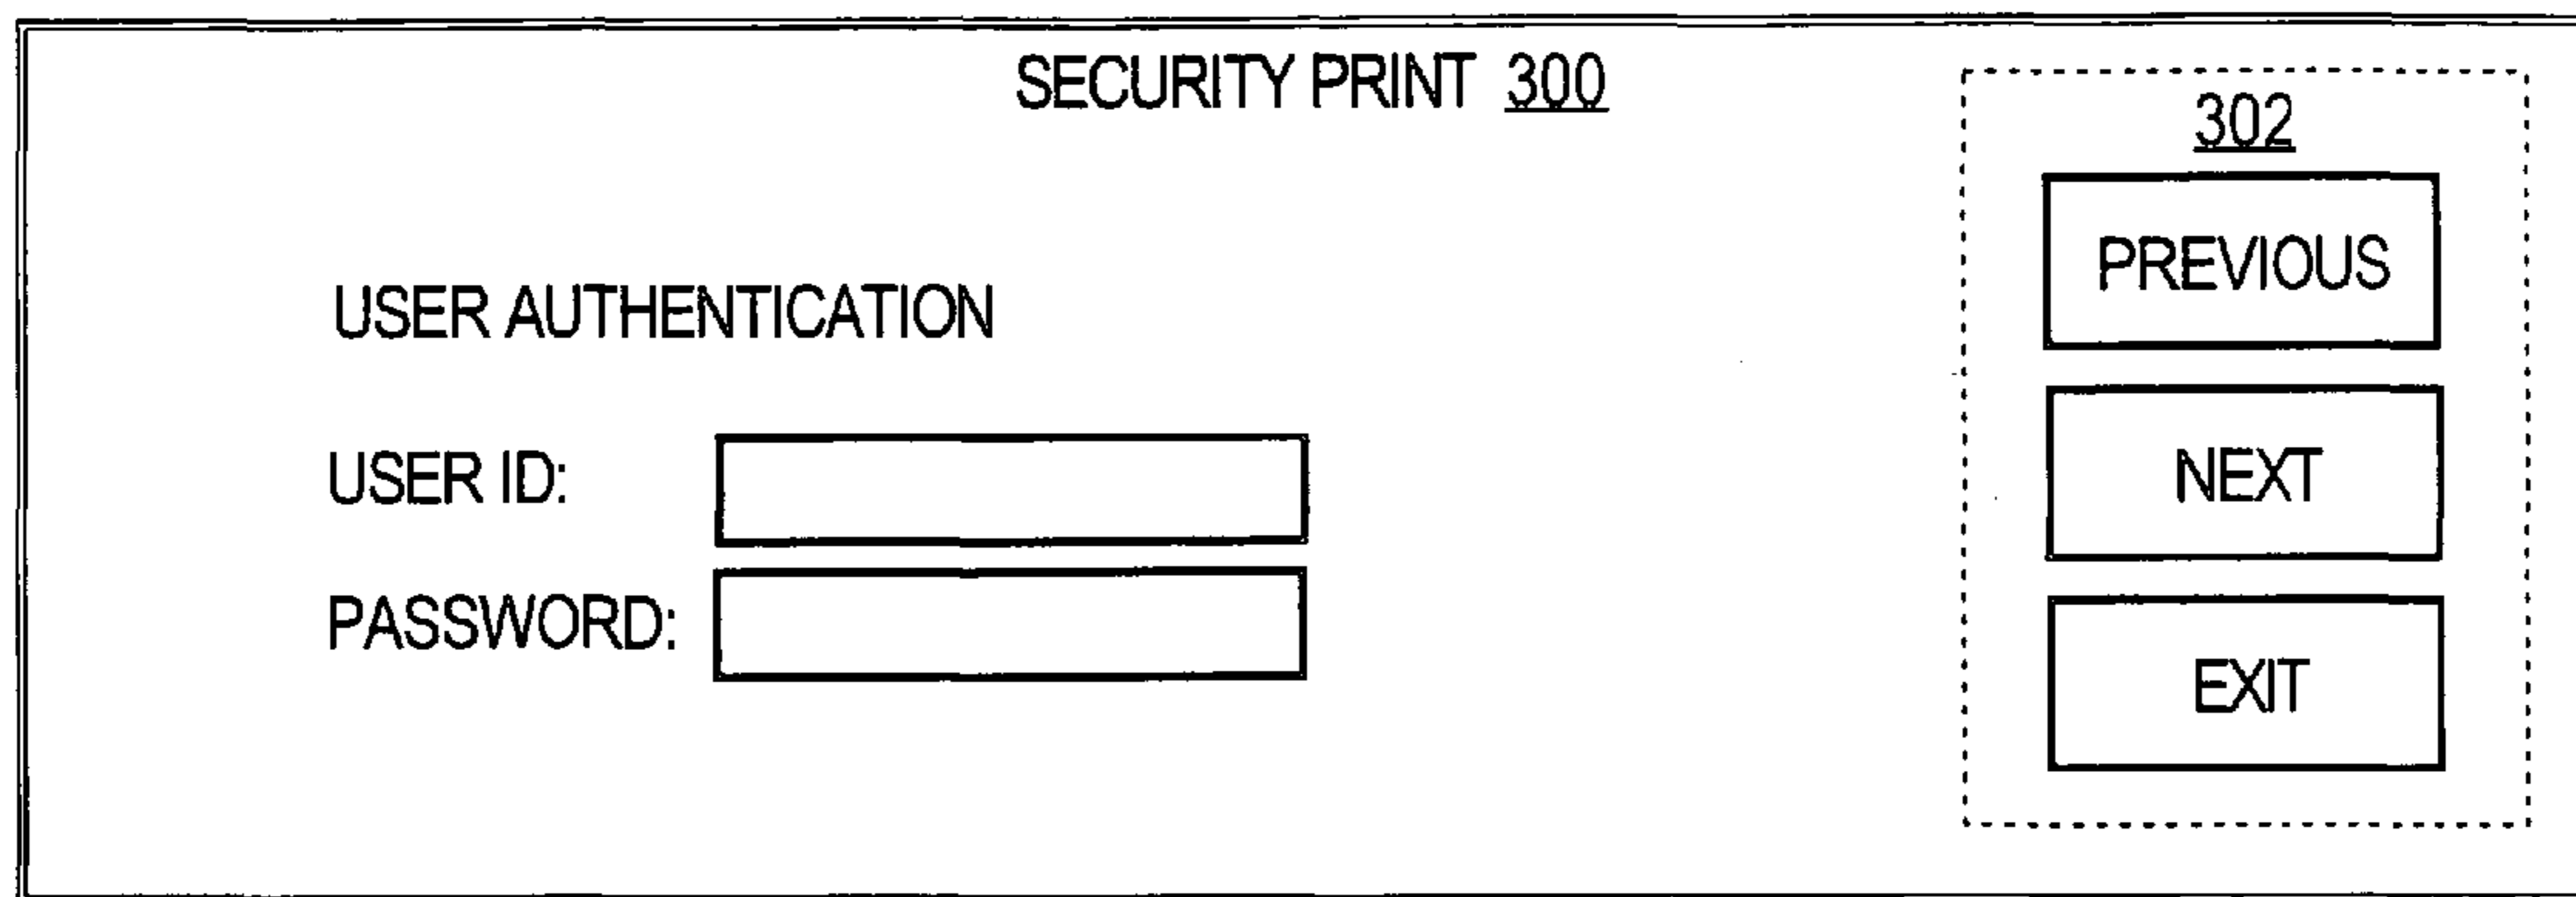 SECURITY PRINT 300
302
PREVIOUS
USER AUTHENTICATION
NEXT
USER ID:
PASSWORD:
EXIT